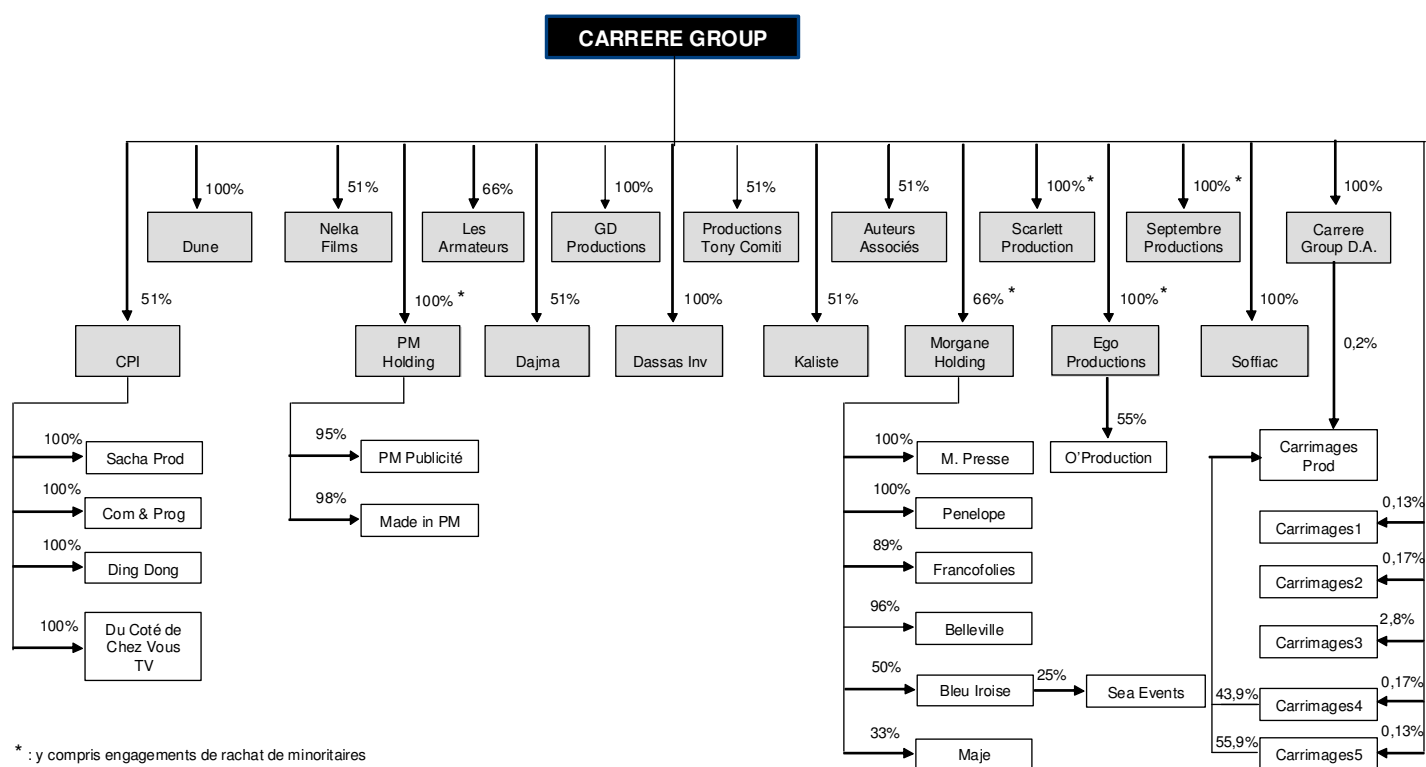 CARRERE GROUP
100%
51%
66%
100%
51%
51%
100% *
100% *
100%
Dune
Nelka
Films
Les
Armateurs
GD
Productions
Productions
Tony Comiti
Auteurs
Associés
Scarlett
Production
Septembre
Productions
Carrere
Group D.A.
51%
100% *
51%
100%
51%
66% *
100% *
100%
0,2%
CPI
PM
Holding
Dajma
Dassas Inv
Kaliste
Morgane
Holding
Ego
Productions
Soffiac
100%
Sacha Prod
100%
Com & Prog
100%
Ding Dong
100%
Du Coté de
Chez Vous
TV
95%
PM Publicité
98%
Made in PM
100%
M. Presse
100%
Penelope
89%
Francofolies
96%
Belleville
50%
Bleu Iroise
25%
Sea Events
33%
Maje
55%
O'Production
Carrimages
Prod
0,13%
Carrimages1
0,17%
Carrimages2
2,8%
Carrimages3
0,17%
43,9%
Carrimages4
0,13%
55,9%
Carrimages5
* : y compris engagements de rachat de minoritaires